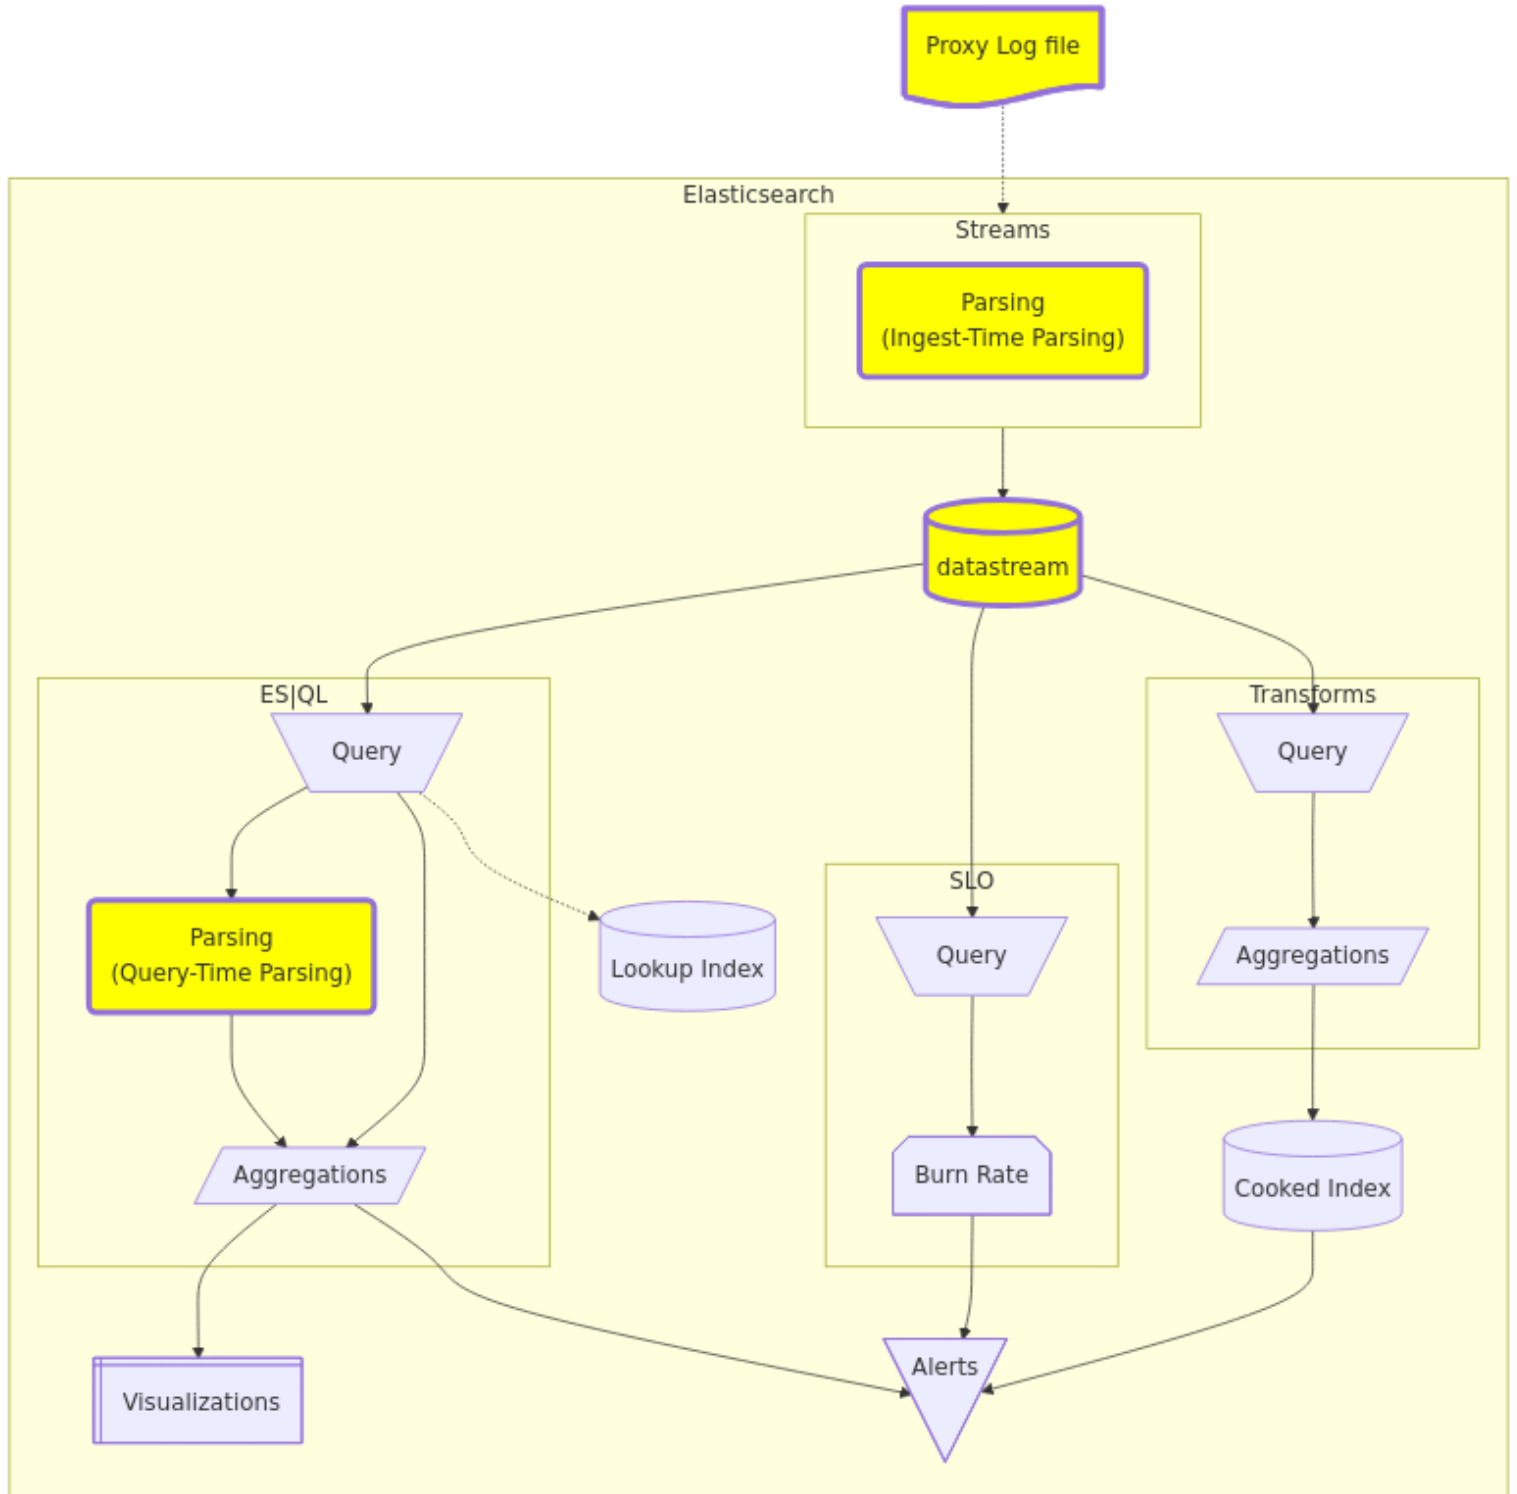 Proxy Log file
Elasticsearch
Streams
Parsing
(Ingest-Time Parsing)
datastream
ES|QL
Query
Transforms
Query
SLO
Query
Parsing
(Query-Time Parsing)
Lookup Index
Aggregations
Aggregations
Burn Rate
Cooked Index
Visualizations
Alerts